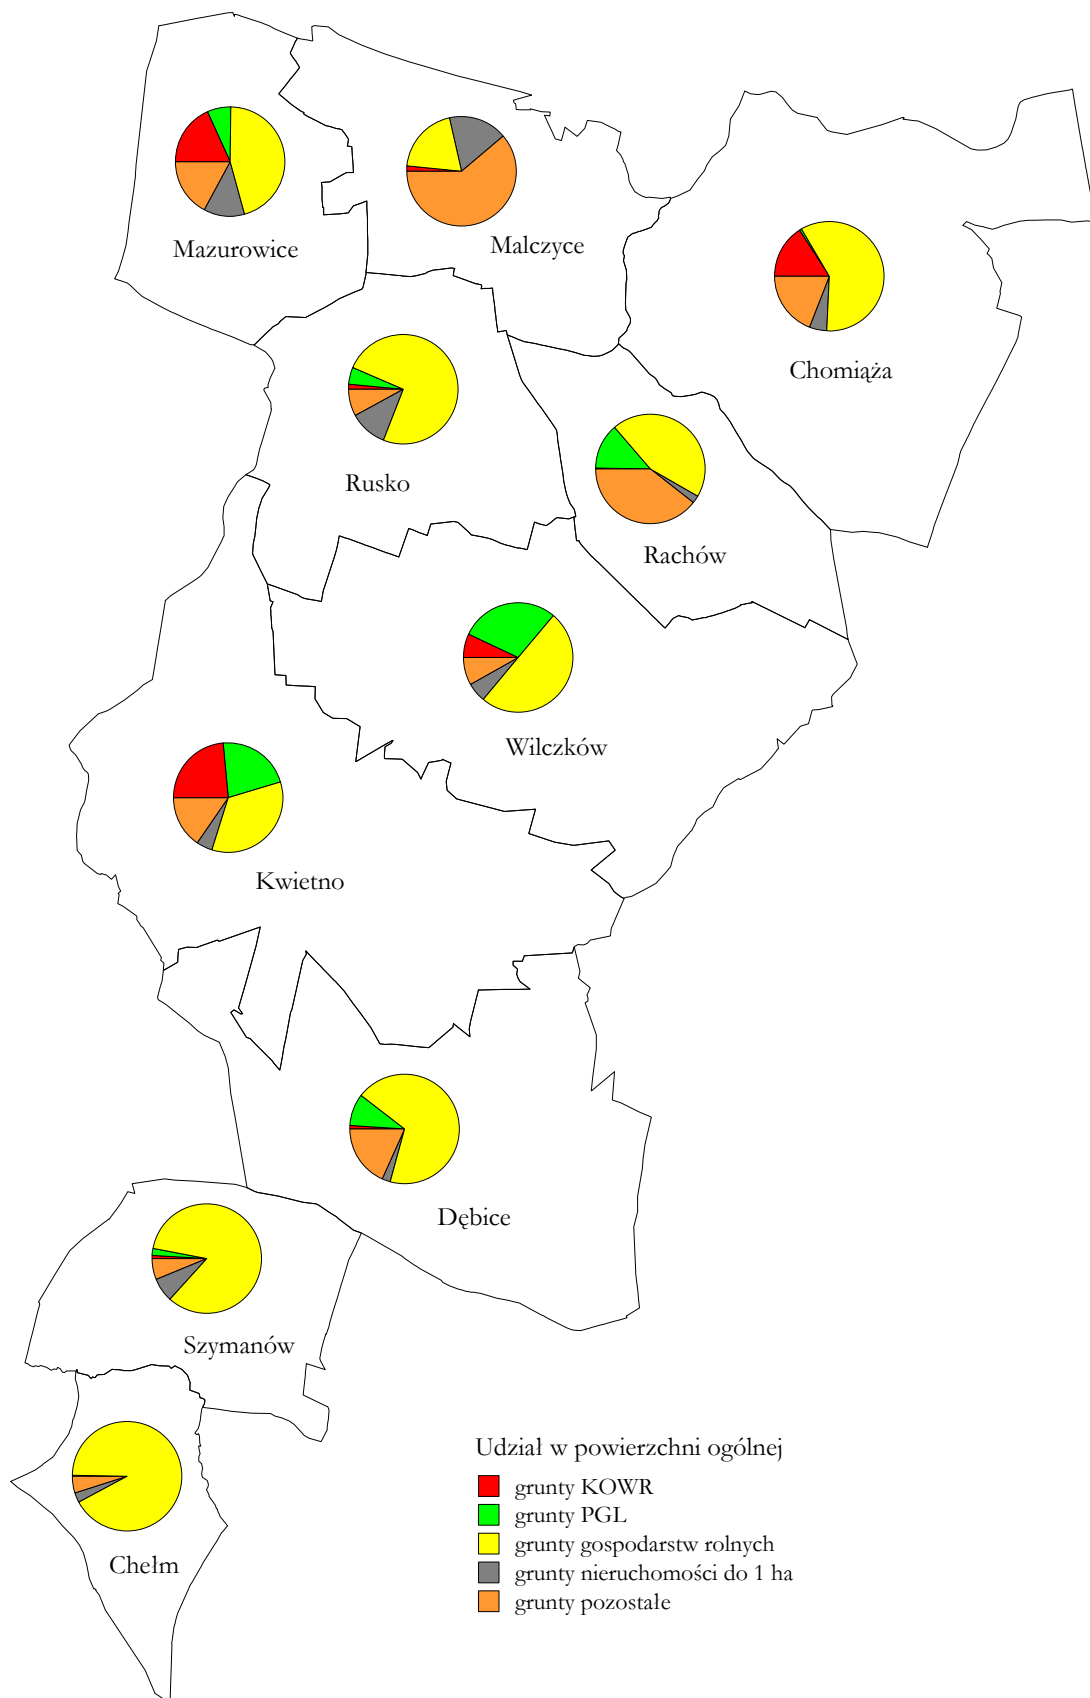 Mazurowice
Malczyce
Chomiąża
Rusko
Rachów
Wilczków
Kwietno
Dębice
Szymanów
Chełm
Udział w powierzchni ogólnej
grunty KOWR
grunty PGL
grunty gospodarstw rolnych
grunty nieruchomości do 1 ha
grunty pozostałe